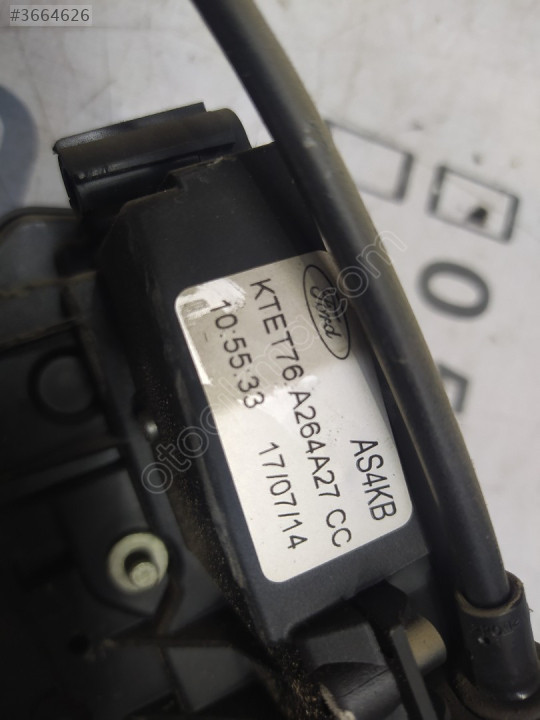 #3664626
Ford
AS4KB
KTET76.A264A27 CC
10:55:33 17/07/14